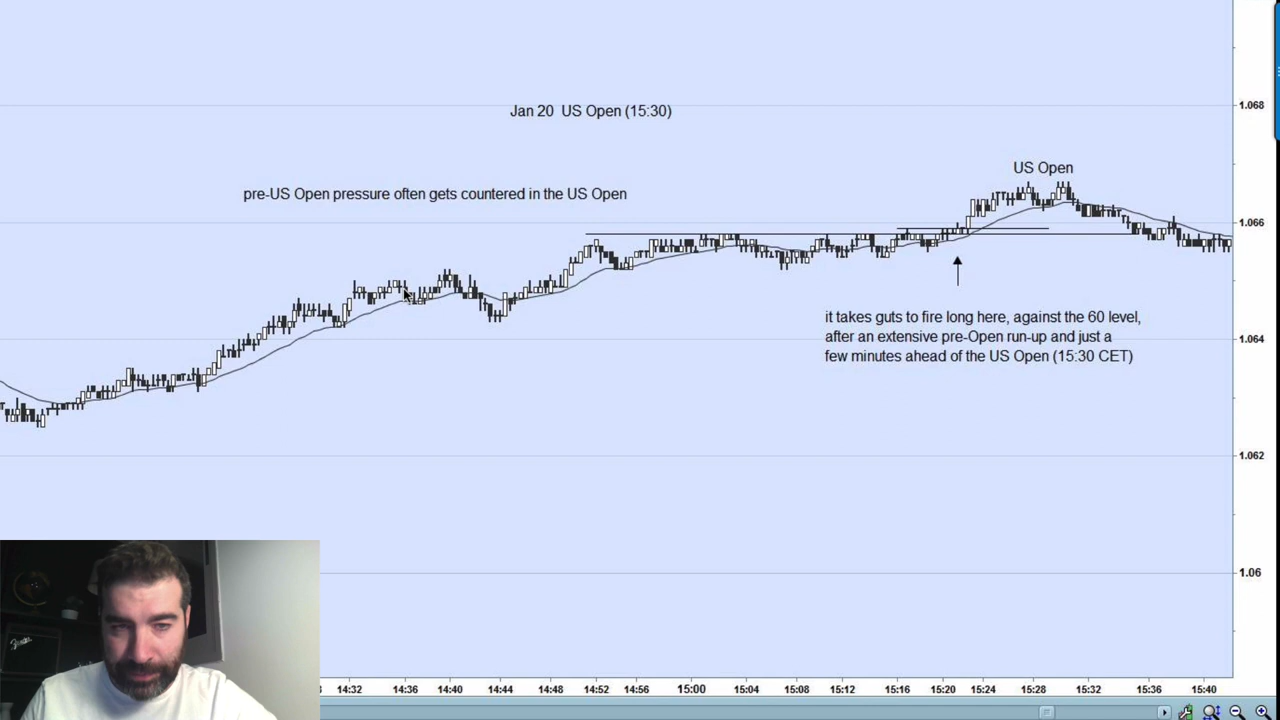 Jan 20 US Open (15:30)
1.068
US Open
pre-US Open pressure often gets countered in the US Open
1.066
it takes guts to fire long here, against the 60 level,
after an extensive pre-Open run-up and just a
few minutes ahead of the US Open (15:30 CET)
1.064
1.062
1.06
Fender
14:32 14:36 14:40 14:44 14:48 14:52 14:56 15:00 15:04 15:08 15:12 15:16 15:20 15:24 15:28 15:32 15:36 15:40